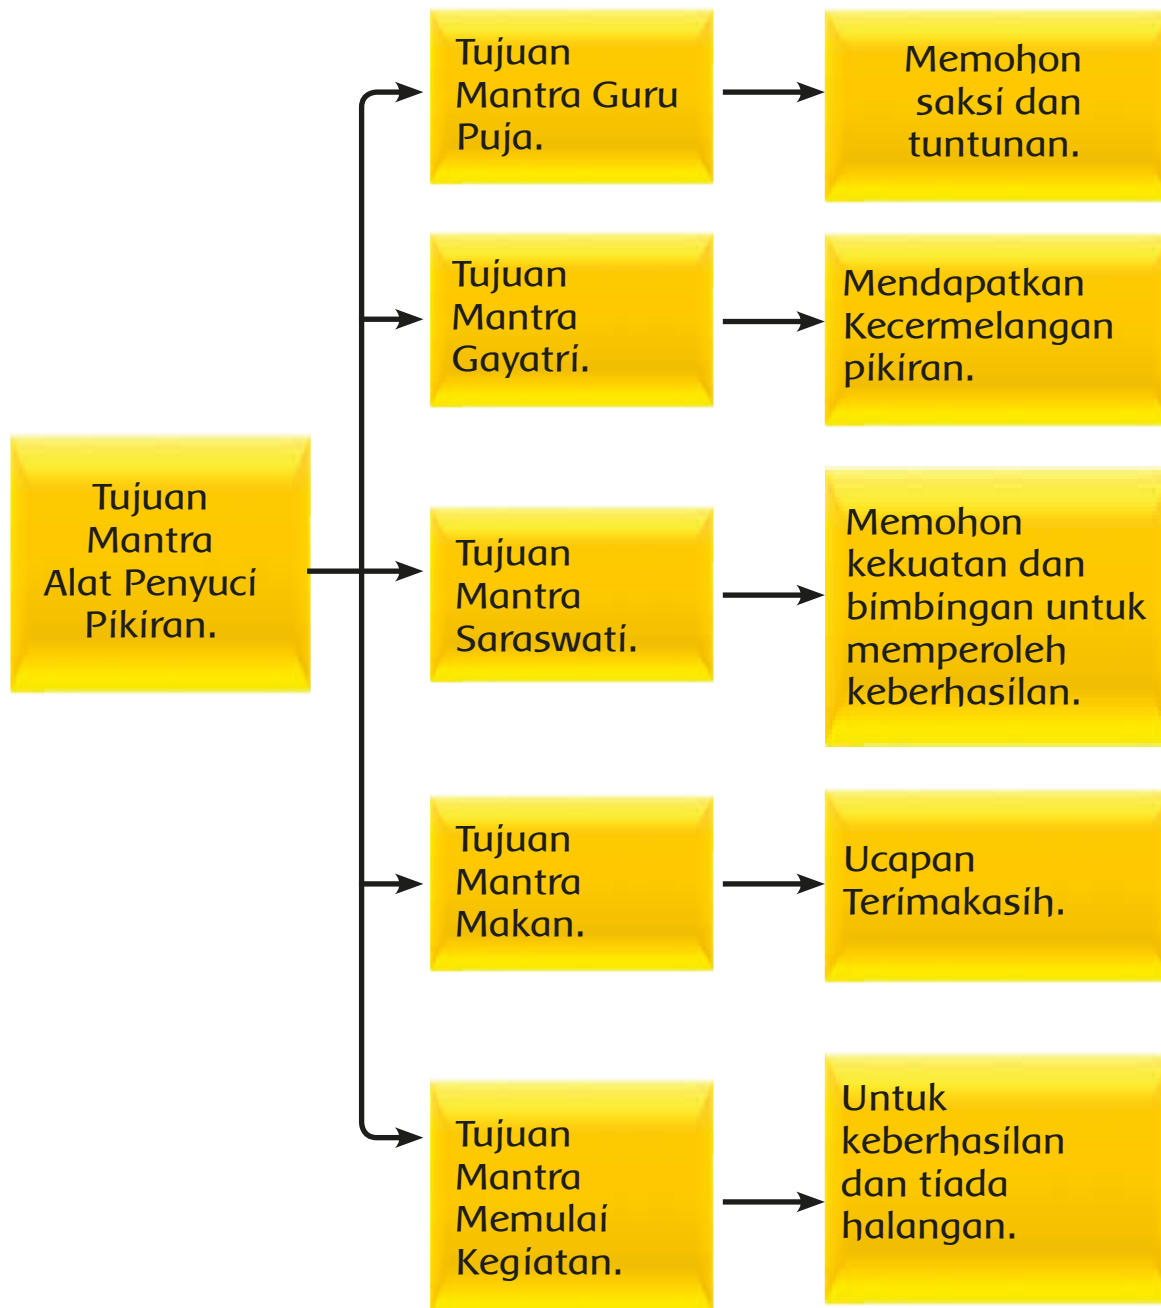 Tujuan
Mantra
Alat Penyuci
Pikiran.
Tujuan
Mantra Guru
Puja.
Memohon
saksi dan
tuntunan.
Tujuan
Mantra
Gayatri.
Mendapatkan
Kecermelangan
pikiran.
Tujuan
Mantra
Saraswati.
Memohon
kekuatan dan
bimbingan untuk
memperoleh
keberhasilan.
Tujuan
Mantra
Makan.
Ucapan
Terimakasih.
Tujuan
Mantra
Memulai
Kegiatan.
Untuk
keberhasilan
dan tiada
halangan.